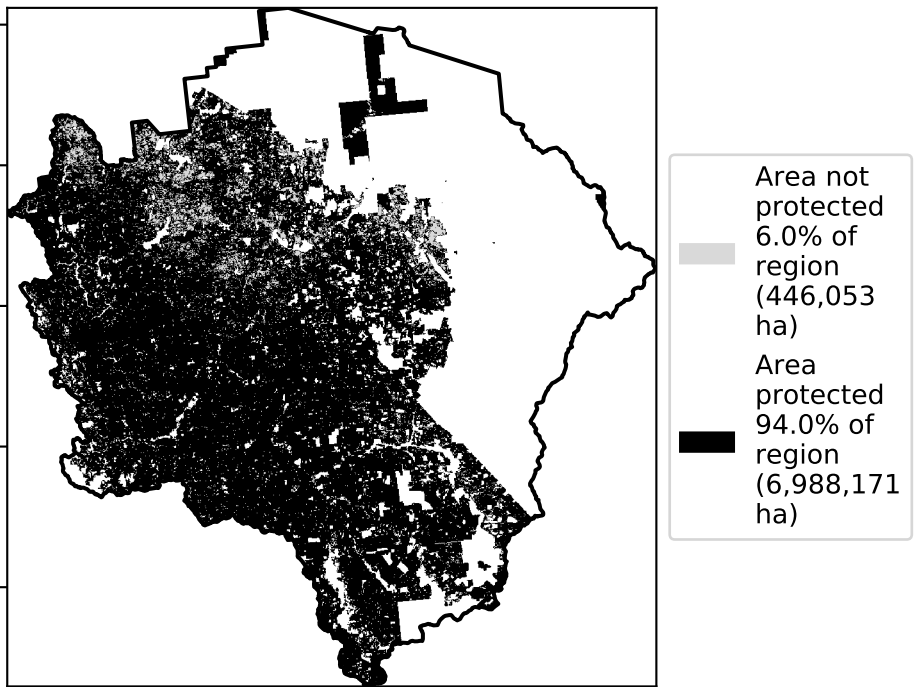 Area not
protected
6.0% of
region
(446,053
ha)
Area
protected
94.0% of
region
(6,988,171
ha)